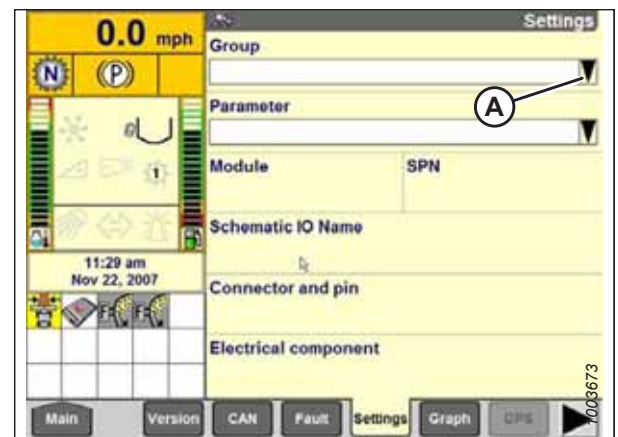 0.0 mph
Settings
Group
N
(P)
A
Parameter
1
Module
SPN
Schematic IO Name
11:29 am
Nov 22, 2007
Connector and pin
Electrical component
1003673
Main
Version
CAN
Fault
Settings
Graph
GPS